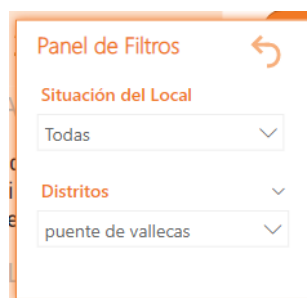 Panel de Filtros
Situación del Local
Todas
Distritos
puente de vallecas